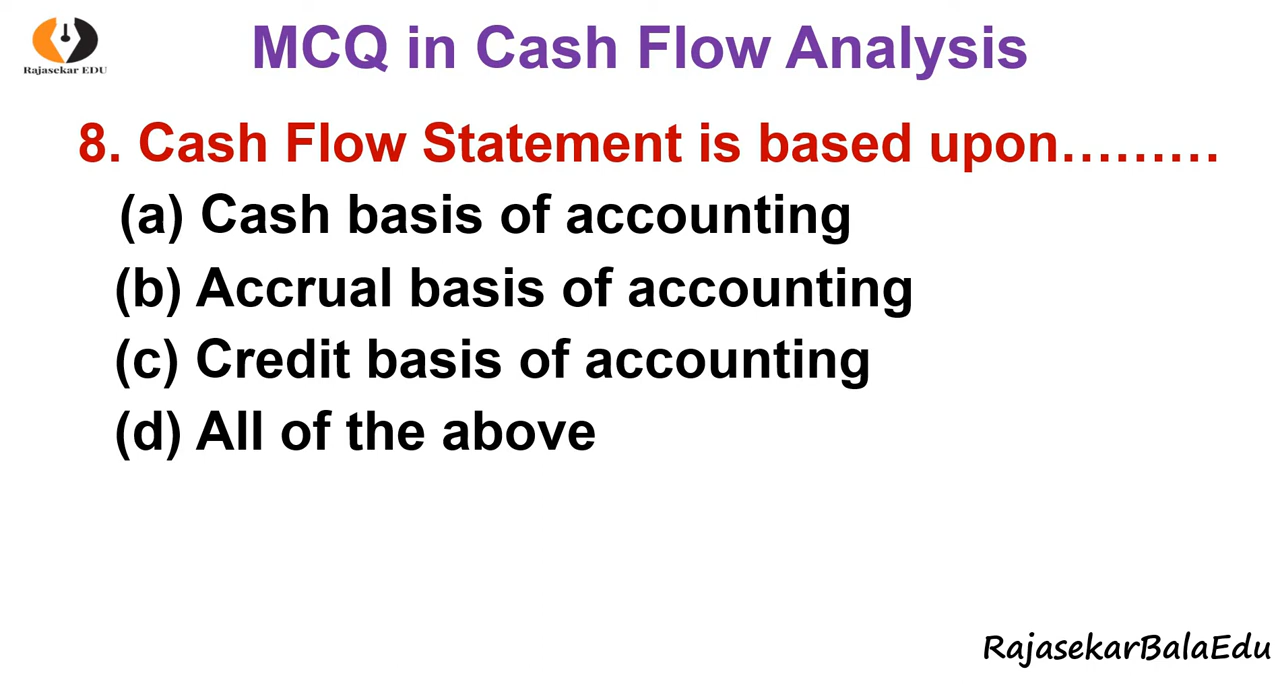 Rajasekar EDU
MCQ in Cash Flow Analysis
8. Cash Flow Statement is based upon.........
(a) Cash basis of accounting
(b) Accrual basis of accounting
(c) Credit basis of accounting
(d) All of the above
RajasekarBalaEdu